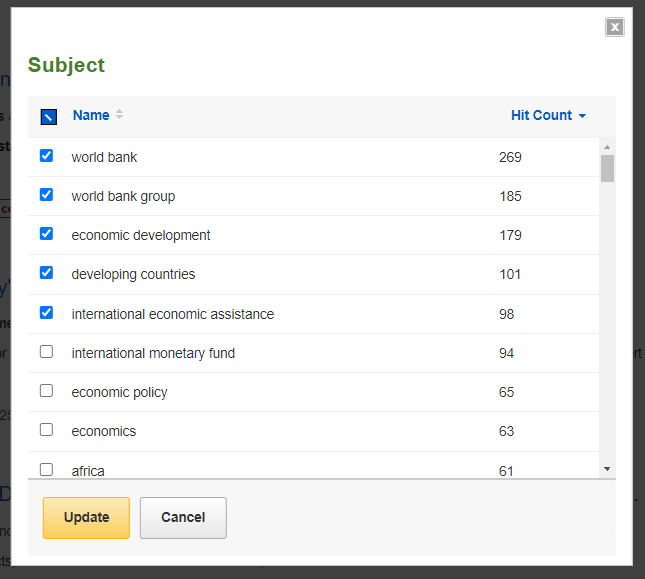 Subject
Name Hit Count
world bank 269
world bank group 185
economic development 179
developing countries 101
international economic assistance 98
international monetary fund 94
economic policy 65
economics 63
africa 61
Update Cancel